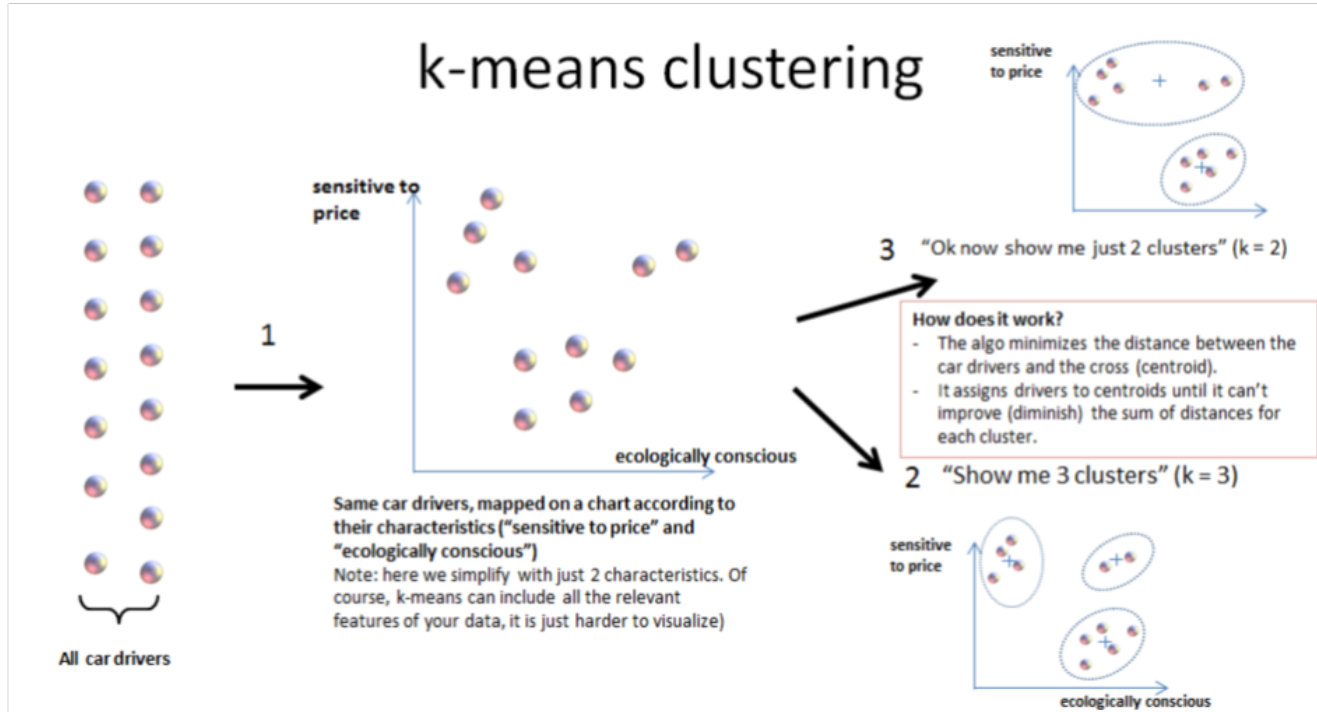 k-means clustering
sensitive
to price
sensitive to
price
1
3 “Ok now show me just 2 clusters” (k = 2)
How does it work?
- The algo minimizes the distance between the
car drivers and the cross (centroid).
- It assigns drivers to centroids until it can’t
improve (diminish) the sum of distances for
each cluster.
ecologically conscious
2 “Show me 3 clusters” (k = 3)
Same car drivers, mapped on a chart according to
their characteristics (“sensitive to price” and
“ecologically conscious”)
Note: here we simplify with just 2 characteristics. Of
course, k-means can include all the relevant
features of your data, it is just harder to visualize)
All car drivers
sensitive
to price
ecologically conscious